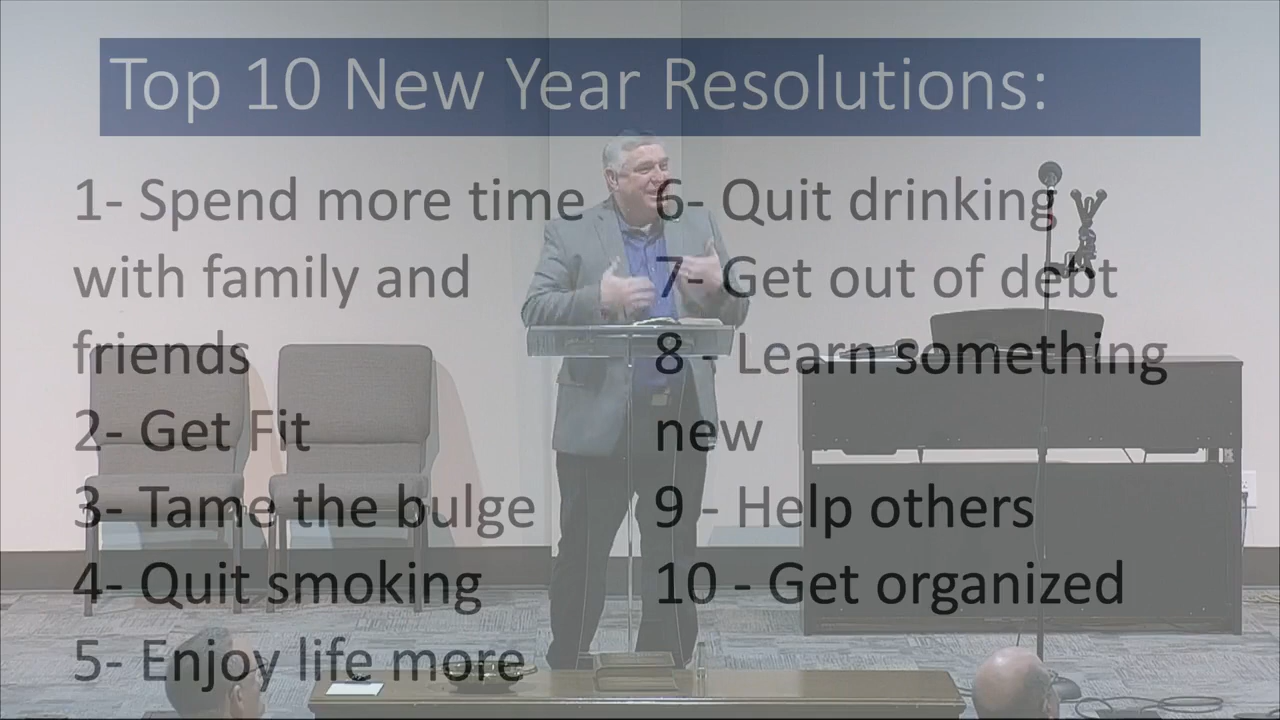 Top 10 New Year Resolutions:
1- Spend more time
with family and
friends
2- Get Fit
3- Tame the bulge
4- Quit smoking
5- Enjoy life more
6- Quit drinking
7- Get out of debt
8 - Learn something
new
9 - Help others
10 - Get organized